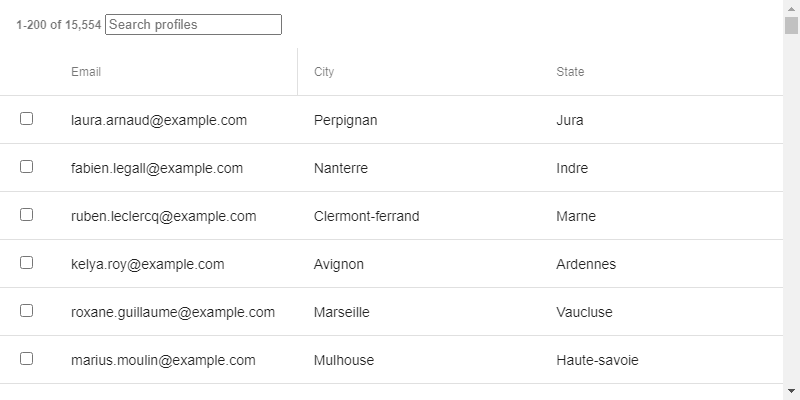 1-200 of 15,554 Search profiles
Email City State
laura.arnaud@example.com Perpignan Jura
fabien.legall@example.com Nanterre Indre
ruben.leclercq@example.com Clermont-ferrand Marne
kelya.roy@example.com Avignon Ardennes
roxane.guillaume@example.com Marseille Vaucluse
marius.moulin@example.com Mulhouse Haute-savoie